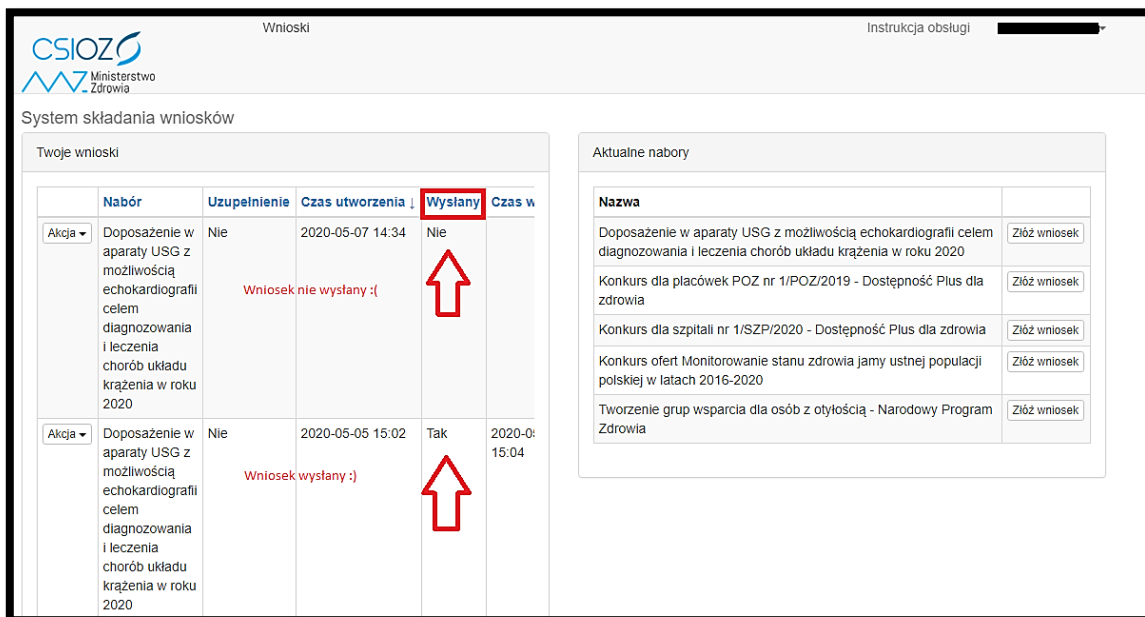 Wnioski
Instrukcja obsługi
CSIOZ
Ministerstwo
Zdrowia
System składania wniosków
Twoje wnioski
Nabór Uzupełnienie Czas utworzenia ↓ Wysłany Czas w
Akcja Doposażenie w Nie 2020-05-07 14:34 Nie
aparaty USG z
możliwością
echokardiografii
Wniosek nie wysłany :(
celem
diagnozowania
i leczenia
chorób układu
krążenia w roku
2020
Akcja Doposażenie w Nie 2020-05-05 15:02 Tak
aparaty USG z 15:04
możliwością
Wniosek wysłany :)
echokardiografii
celem
diagnozowania
i leczenia
chorób układu
krążenia w roku
2020
Aktualne nabory
Nazwa
Doposażenie w aparaty USG z możliwością echokardiografii celem Złóż wniosek
diagnozowania i leczenia chorób układu krążenia w roku 2020
Konkurs dla placówek POZ nr 1/POZ/2019 - Dostępność Plus dla Złóż wniosek
zdrowia
Konkurs dla szpitali nr 1/SZP/2020 - Dostępność Plus dla zdrowia Złóż wniosek
Konkurs ofert Monitorowanie stanu zdrowia jamy ustnej populacji Złóż wniosek
polskiej w latach 2016-2020
Tworzenie grup wsparcia dla osób z otyłością - Narodowy Program Złóż wniosek
Zdrowia